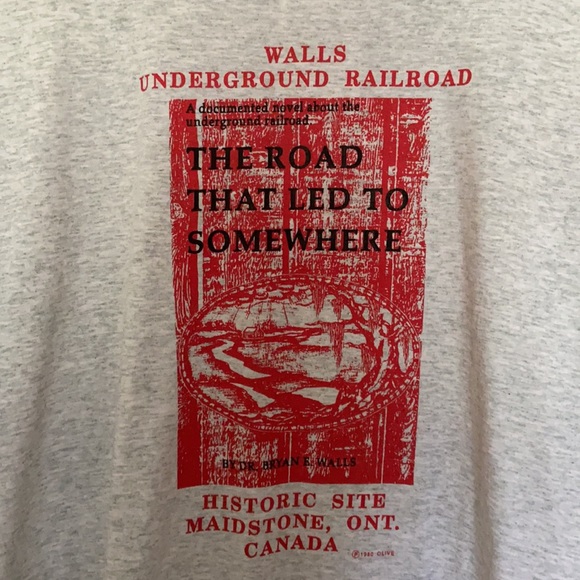 WALLS
UNDERGROUND RAILROAD
A documented novel about the
underground railroad.
THE ROAD
THAT LED TO
SOMEWHERE
BY DR. BRYAN E. WALLS
HISTORIC SITE
MAIDSTONE, ONT.
CANADA